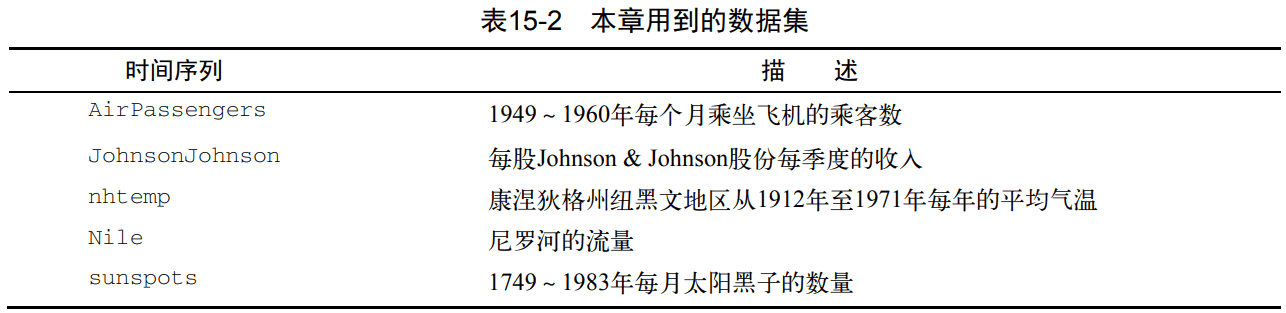 表15-2 本章用到的数据集
时间序列 描 述
AirPassengers 1949～1960年每个月乘坐飞机的乘客数
JohnsonJohnson 每股Johnson & Johnson股份每季度的收入
nhtemp 康涅狄格州纽黑文地区从1912年至1971年每年的平均气温
Nile 尼罗河的流量
sunspots 1749～1983年每月太阳黑子的数量